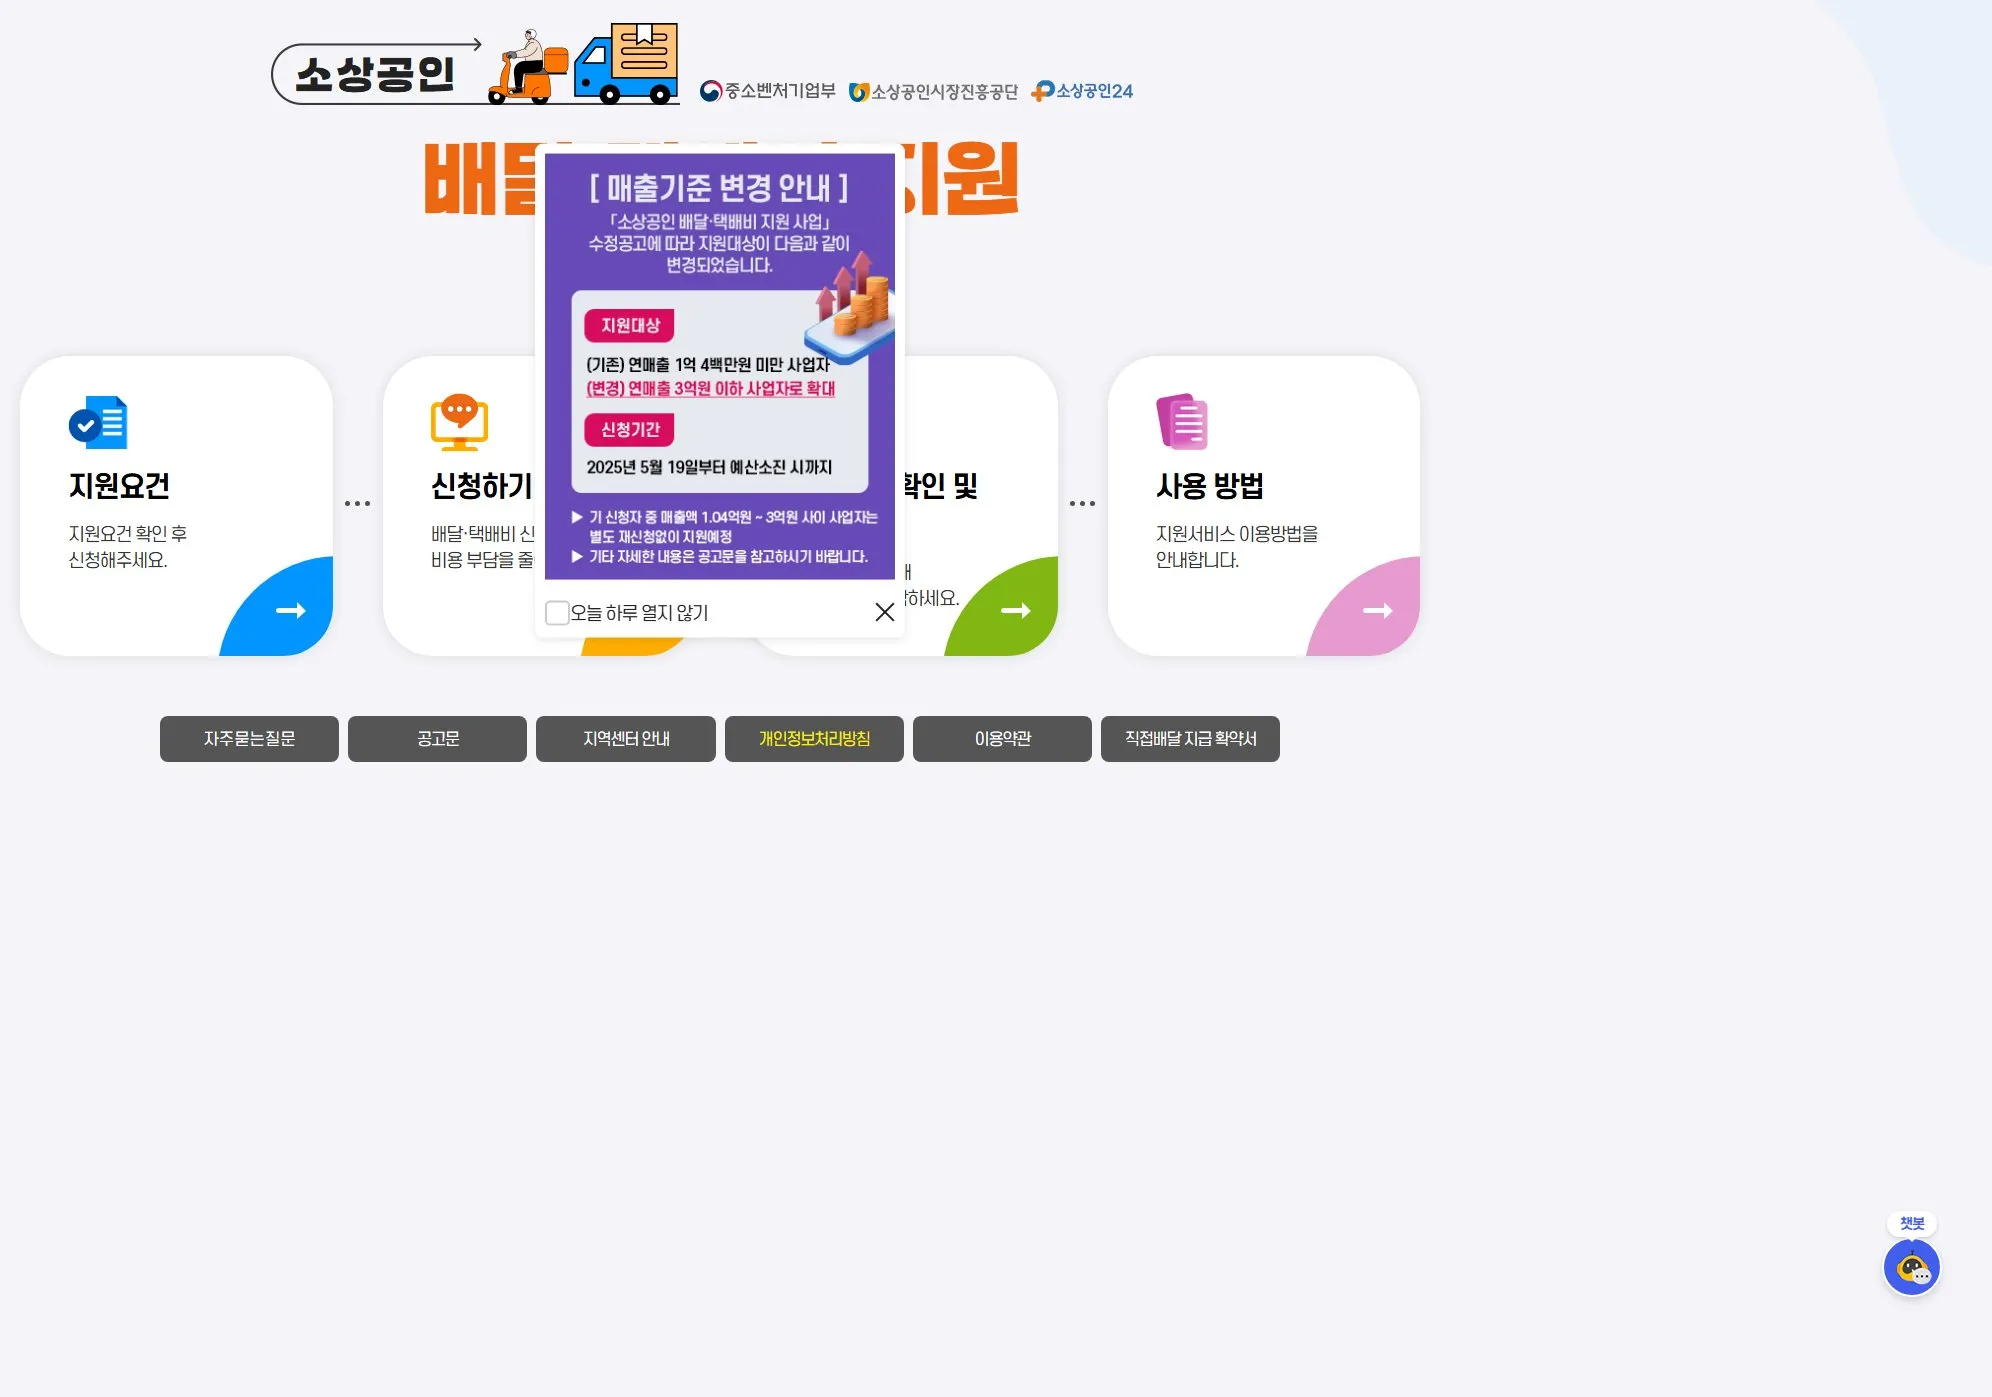 소상공인
중소벤처기업부
소상공인시장진흥공단
소상공인24
지원
[ 매출기준 변경 안내 ]
「소상공인 배달·택배비 지원 사업」
수정공고에 따라 지원대상이 다음과 같이
변경되었습니다.
지원대상
(기존) 연매출 1억 4백만원 미만 사업자
(변경) 연매출 3억원 이하 사업자로 확대
신청기간
2025년 5월 19일부터 예산소진 시까지
▶ 기 신청자 중 매출액 1.04억원 ~ 3억원 사이 사업자는
별도 재신청없이 지원예정
▶ 기타 자세한 내용은 공고문을 참고하시기 바랍니다.
오늘 하루 열지 않기
지원요건
지원요건 확인 후
신청해주세요.
신청하기
배달·택배비 신
비용 부담을 줄
확인 및
하세요.
사용 방법
지원서비스 이용방법을
안내합니다.
자주묻는질문
공고문
지역센터 안내
개인정보처리방침
이용약관
직접배달 지급 확약서
챗봇